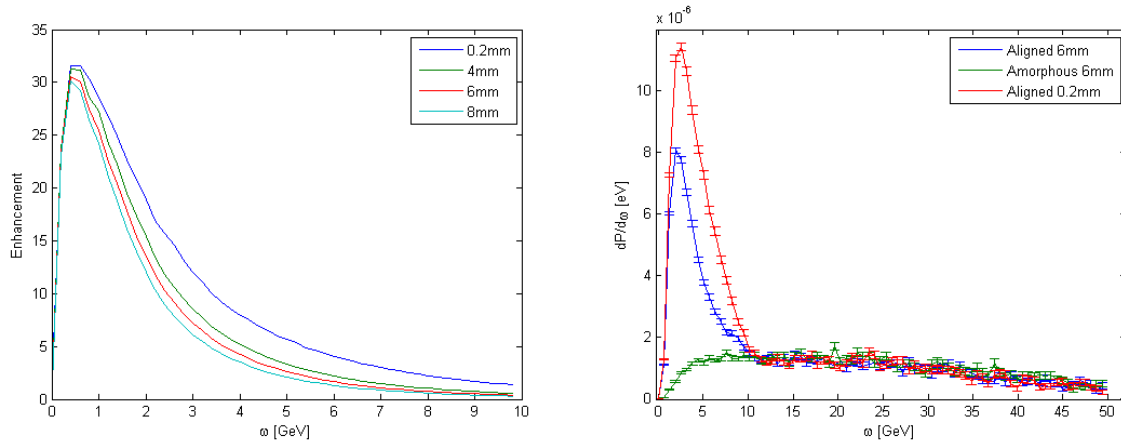 35
30
25
20
15
10
5
0
Enhancement
0 1 2 3 4 5 6 7 8 9 10
ω [GeV]
0.2mm
4mm
6mm
8mm
x 10⁻⁶
10
8
6
4
2
0
dP/dω [eV]
0 5 10 15 20 25 30 35 40 45 50
ω [GeV]
Aligned 6mm
Amorphous 6mm
Aligned 0.2mm